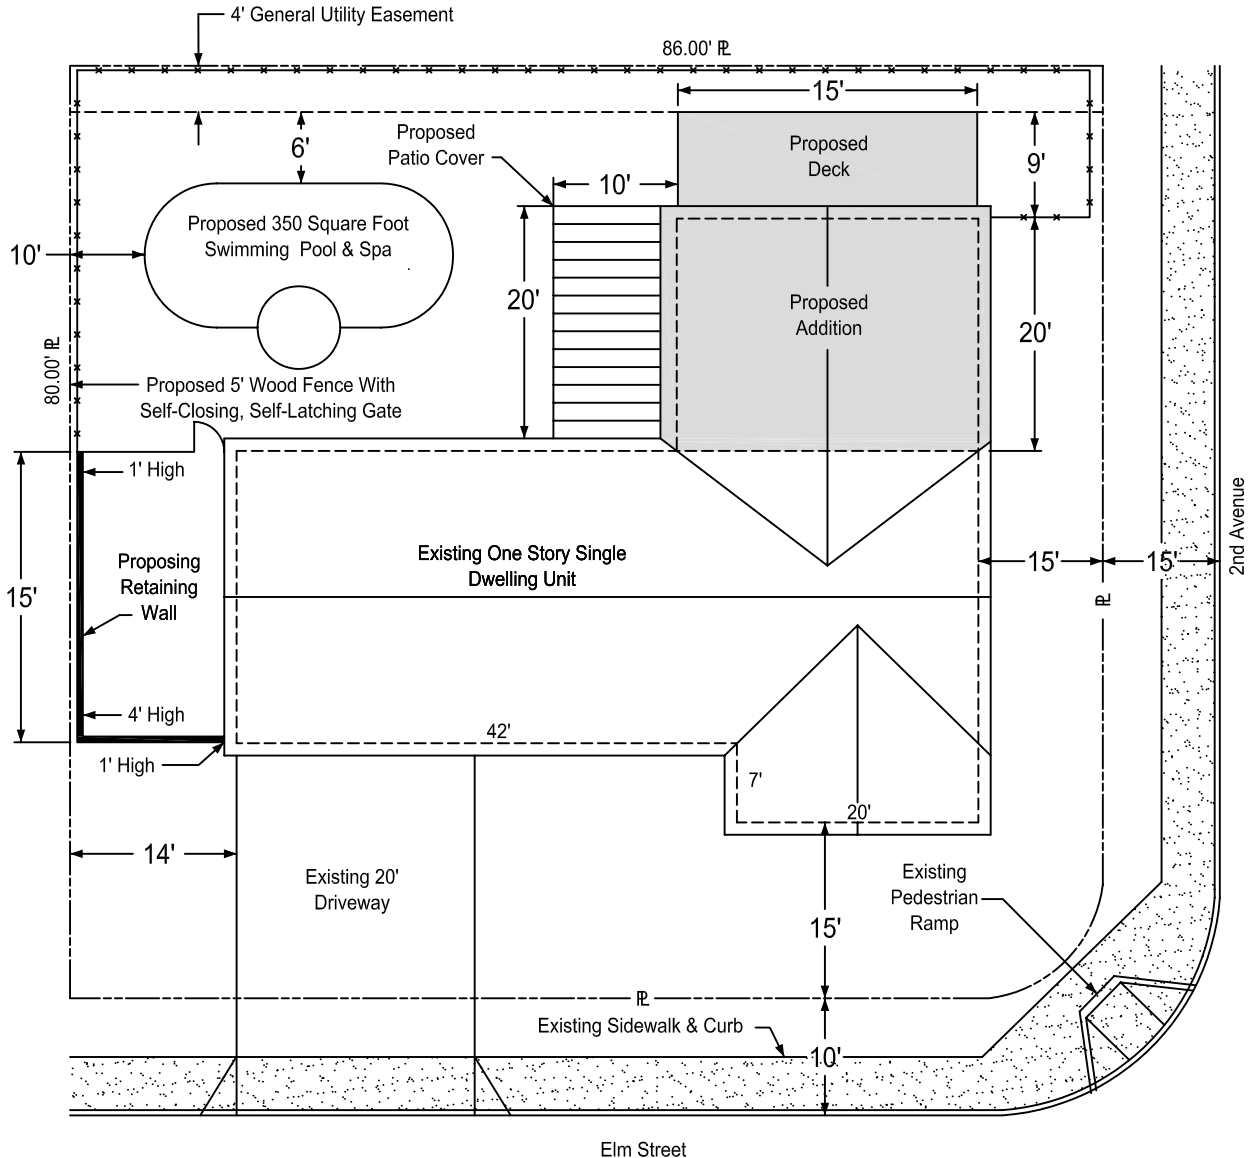 4' General Utility Easement
86.00' ℄
15'
Proposed
Patio Cover
6'
Proposed
Deck
9'
10'
Proposed 350 Square Foot
Swimming Pool & Spa
10'
20'
Proposed
Addition
20'
80.00' ℄
Proposed 5' Wood Fence With
Self-Closing, Self-Latching Gate
1' High
2nd Avenue
Existing One Story Single
Dwelling Unit
Proposing
Retaining
Wall
15'
15'
15'
℄
4' High
42'
1' High
7'
20'
14'
Existing 20'
Driveway
Existing
Pedestrian
Ramp
15'
℄
Existing Sidewalk & Curb
10'
Elm Street